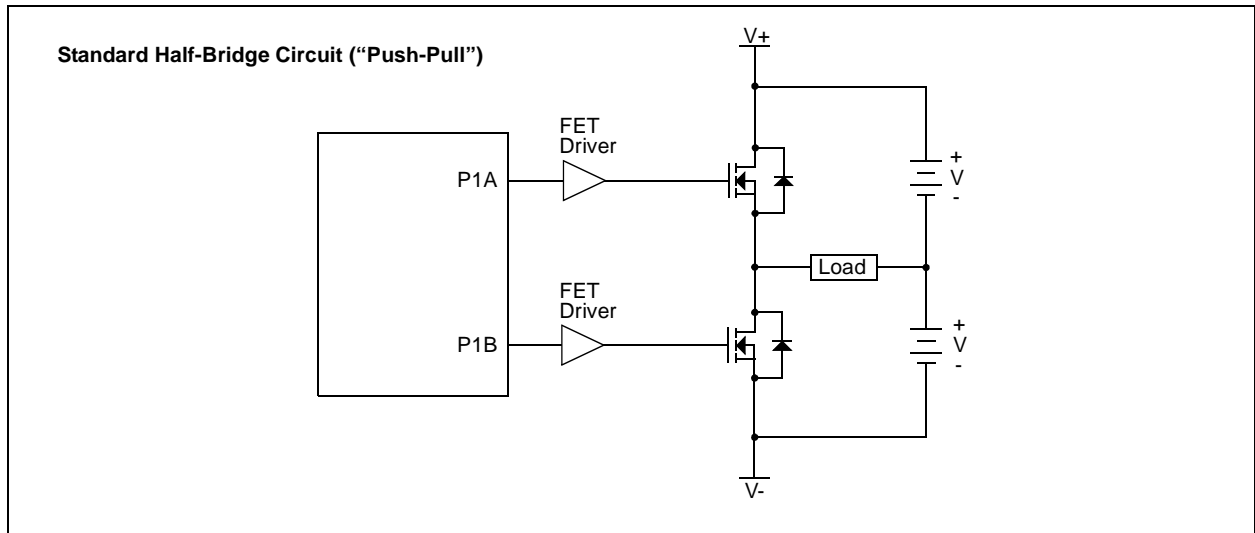 Standard Half-Bridge Circuit (“Push-Pull”)
V+
FET
Driver
P1A
+
V
-
Load
FET
Driver
P1B
+
V
-
V-